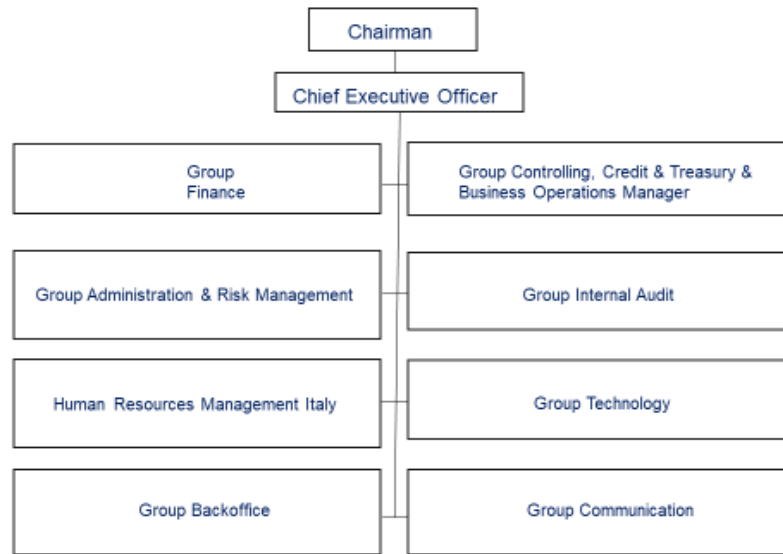 Chairman
Chief Executive Officer
Group
Finance
Group Controlling, Credit & Treasury &
Business Operations Manager
Group Administration & Risk Management
Group Internal Audit
Human Resources Management Italy
Group Technology
Group Backoffice
Group Communication